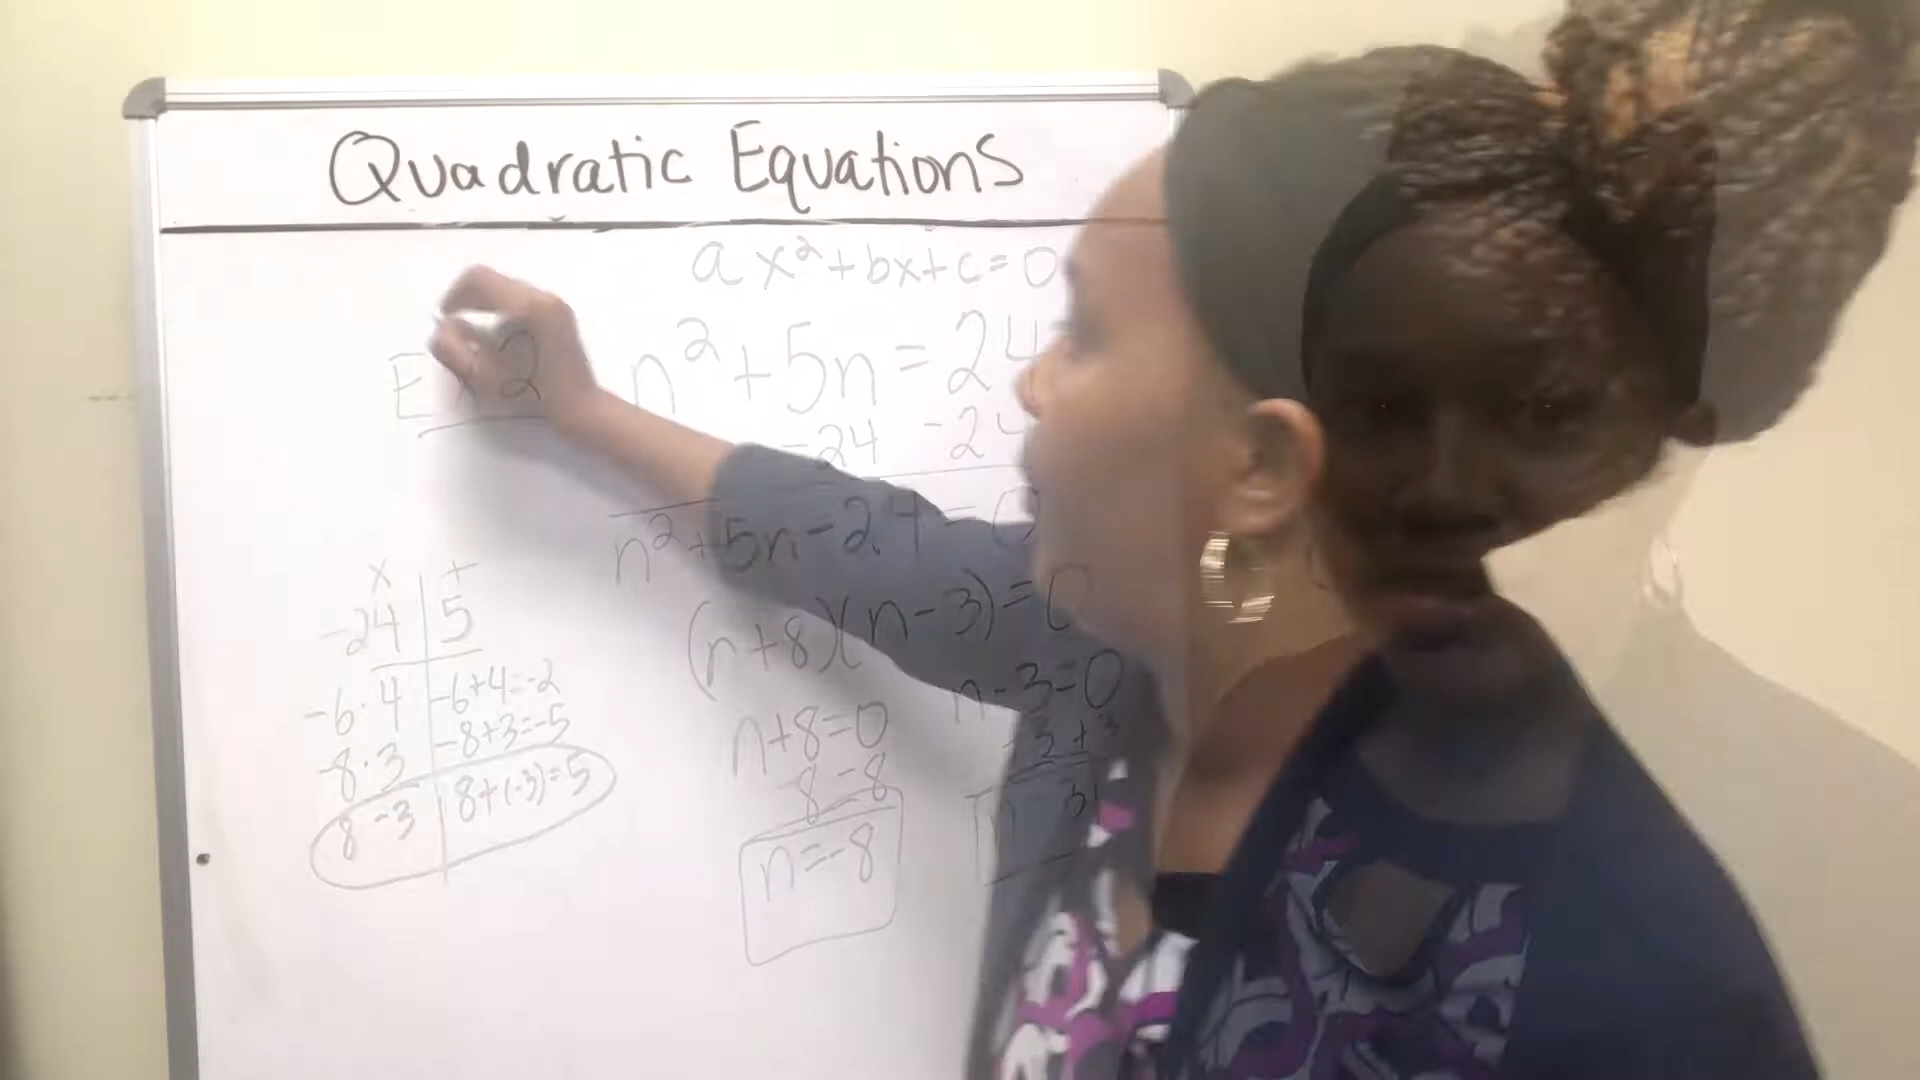 Quadratic Equations
ax²+bx+c=0
Ex 2
n²+5n=24
-24 -24
n²+5n-24=0
(n+8)(n-3)=0
x +
-24 5
-6·4 -6+4=-2
-8·3 -8+3=-5
8 -3 8+(-3)=5
n+8=0
-8 -8
n=-8
n-3=0